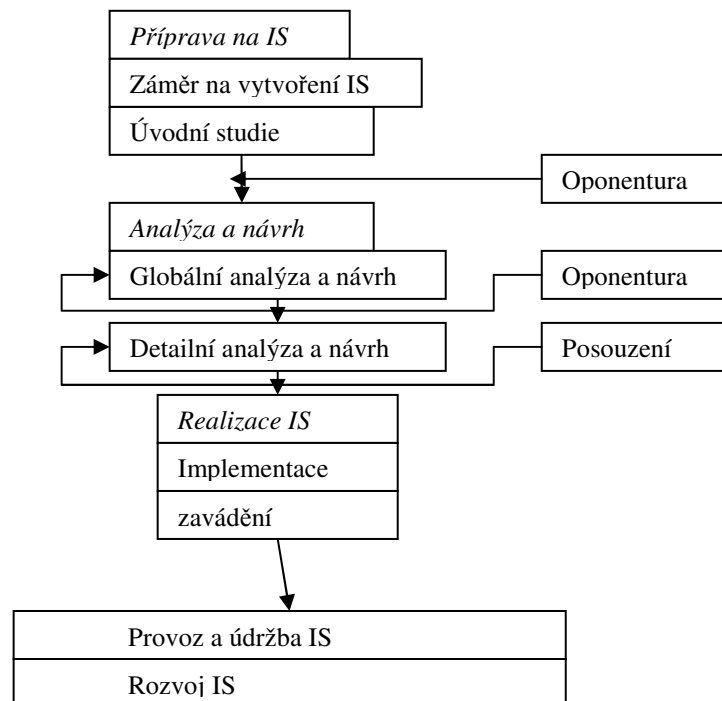 Příprava na IS
Záměr na vytvoření IS
Úvodní studie
Oponentura
Analýza a návrh
Globální analýza a návrh
Oponentura
Detailní analýza a návrh
Posouzení
Realizace IS
Implementace
zavádění
Provoz a údržba IS
Rozvoj IS